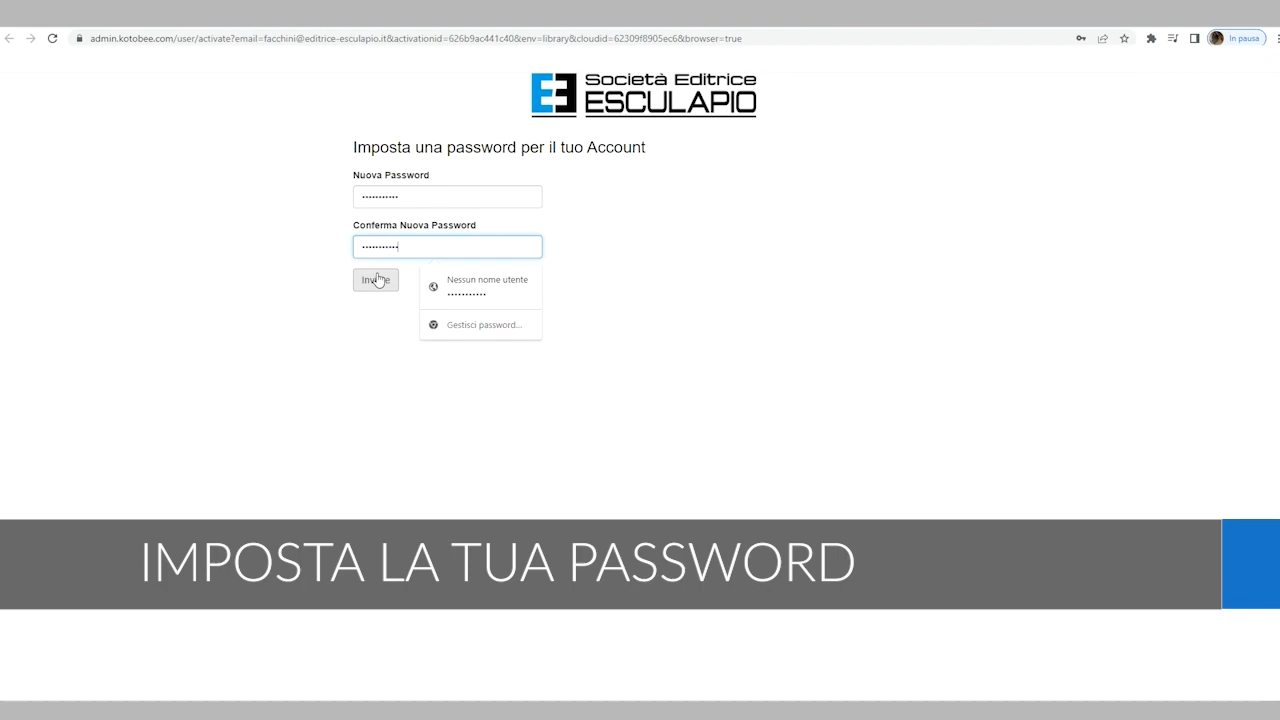 admin.kotobee.com/user/activate?email=facchini@editrice-esculapio.it&activationid=626b9ac441c40&env=library&cloudid=62309f8905ec6&browser=true
In pausa
Società Editrice
ESCULAPIO
Imposta una password per il tuo Account
Nuova Password
•••••••••••
Conferma Nuova Password
•••••••••••
Nessun nome utente
•••••••••••
Gestisci password...
IMPOSTA LA TUA PASSWORD